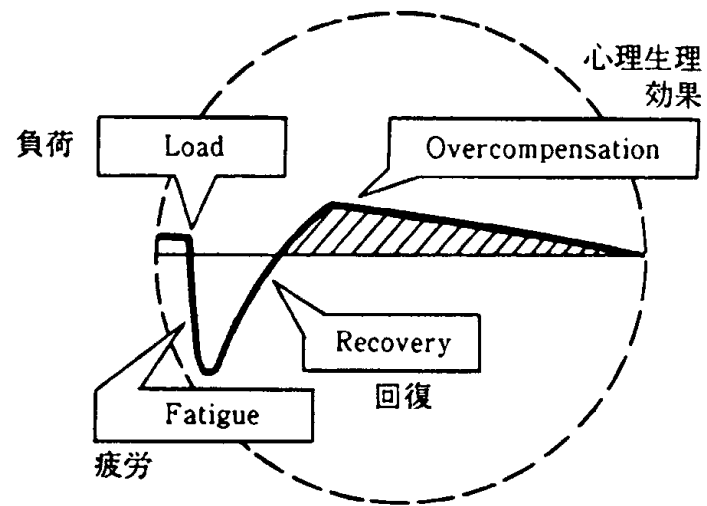 心理生理
効果
負荷
Load
Overcompensation
Recovery
回復
Fatigue
疲労